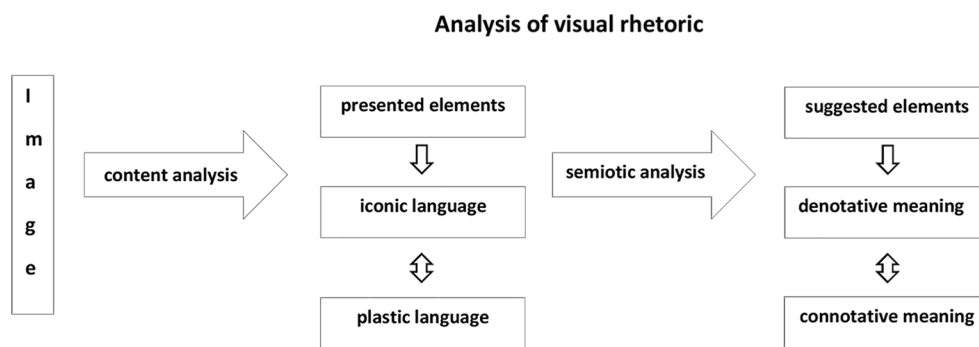 Analysis of visual rhetoric
I
m
a
g
e
content analysis
presented elements
iconic language
plastic language
semiotic analysis
suggested elements
denotative meaning
connotative meaning